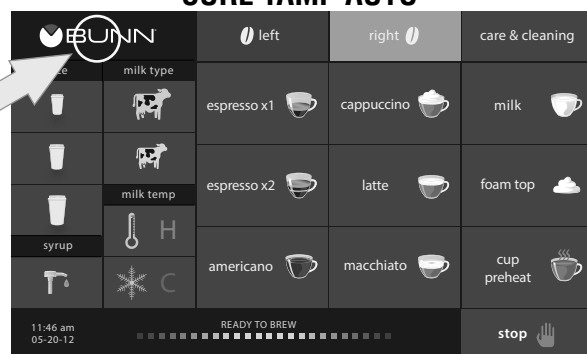 SURE TAMP AUTO
BUNN
left
right
care & cleaning
milk type
espresso x1
cappuccino
milk
espresso x2
latte
foam top
milk temp
H
syrup
americano
macchiato
cup
preheat
C
11:46 am
05-20-12
READY TO BREW
stop